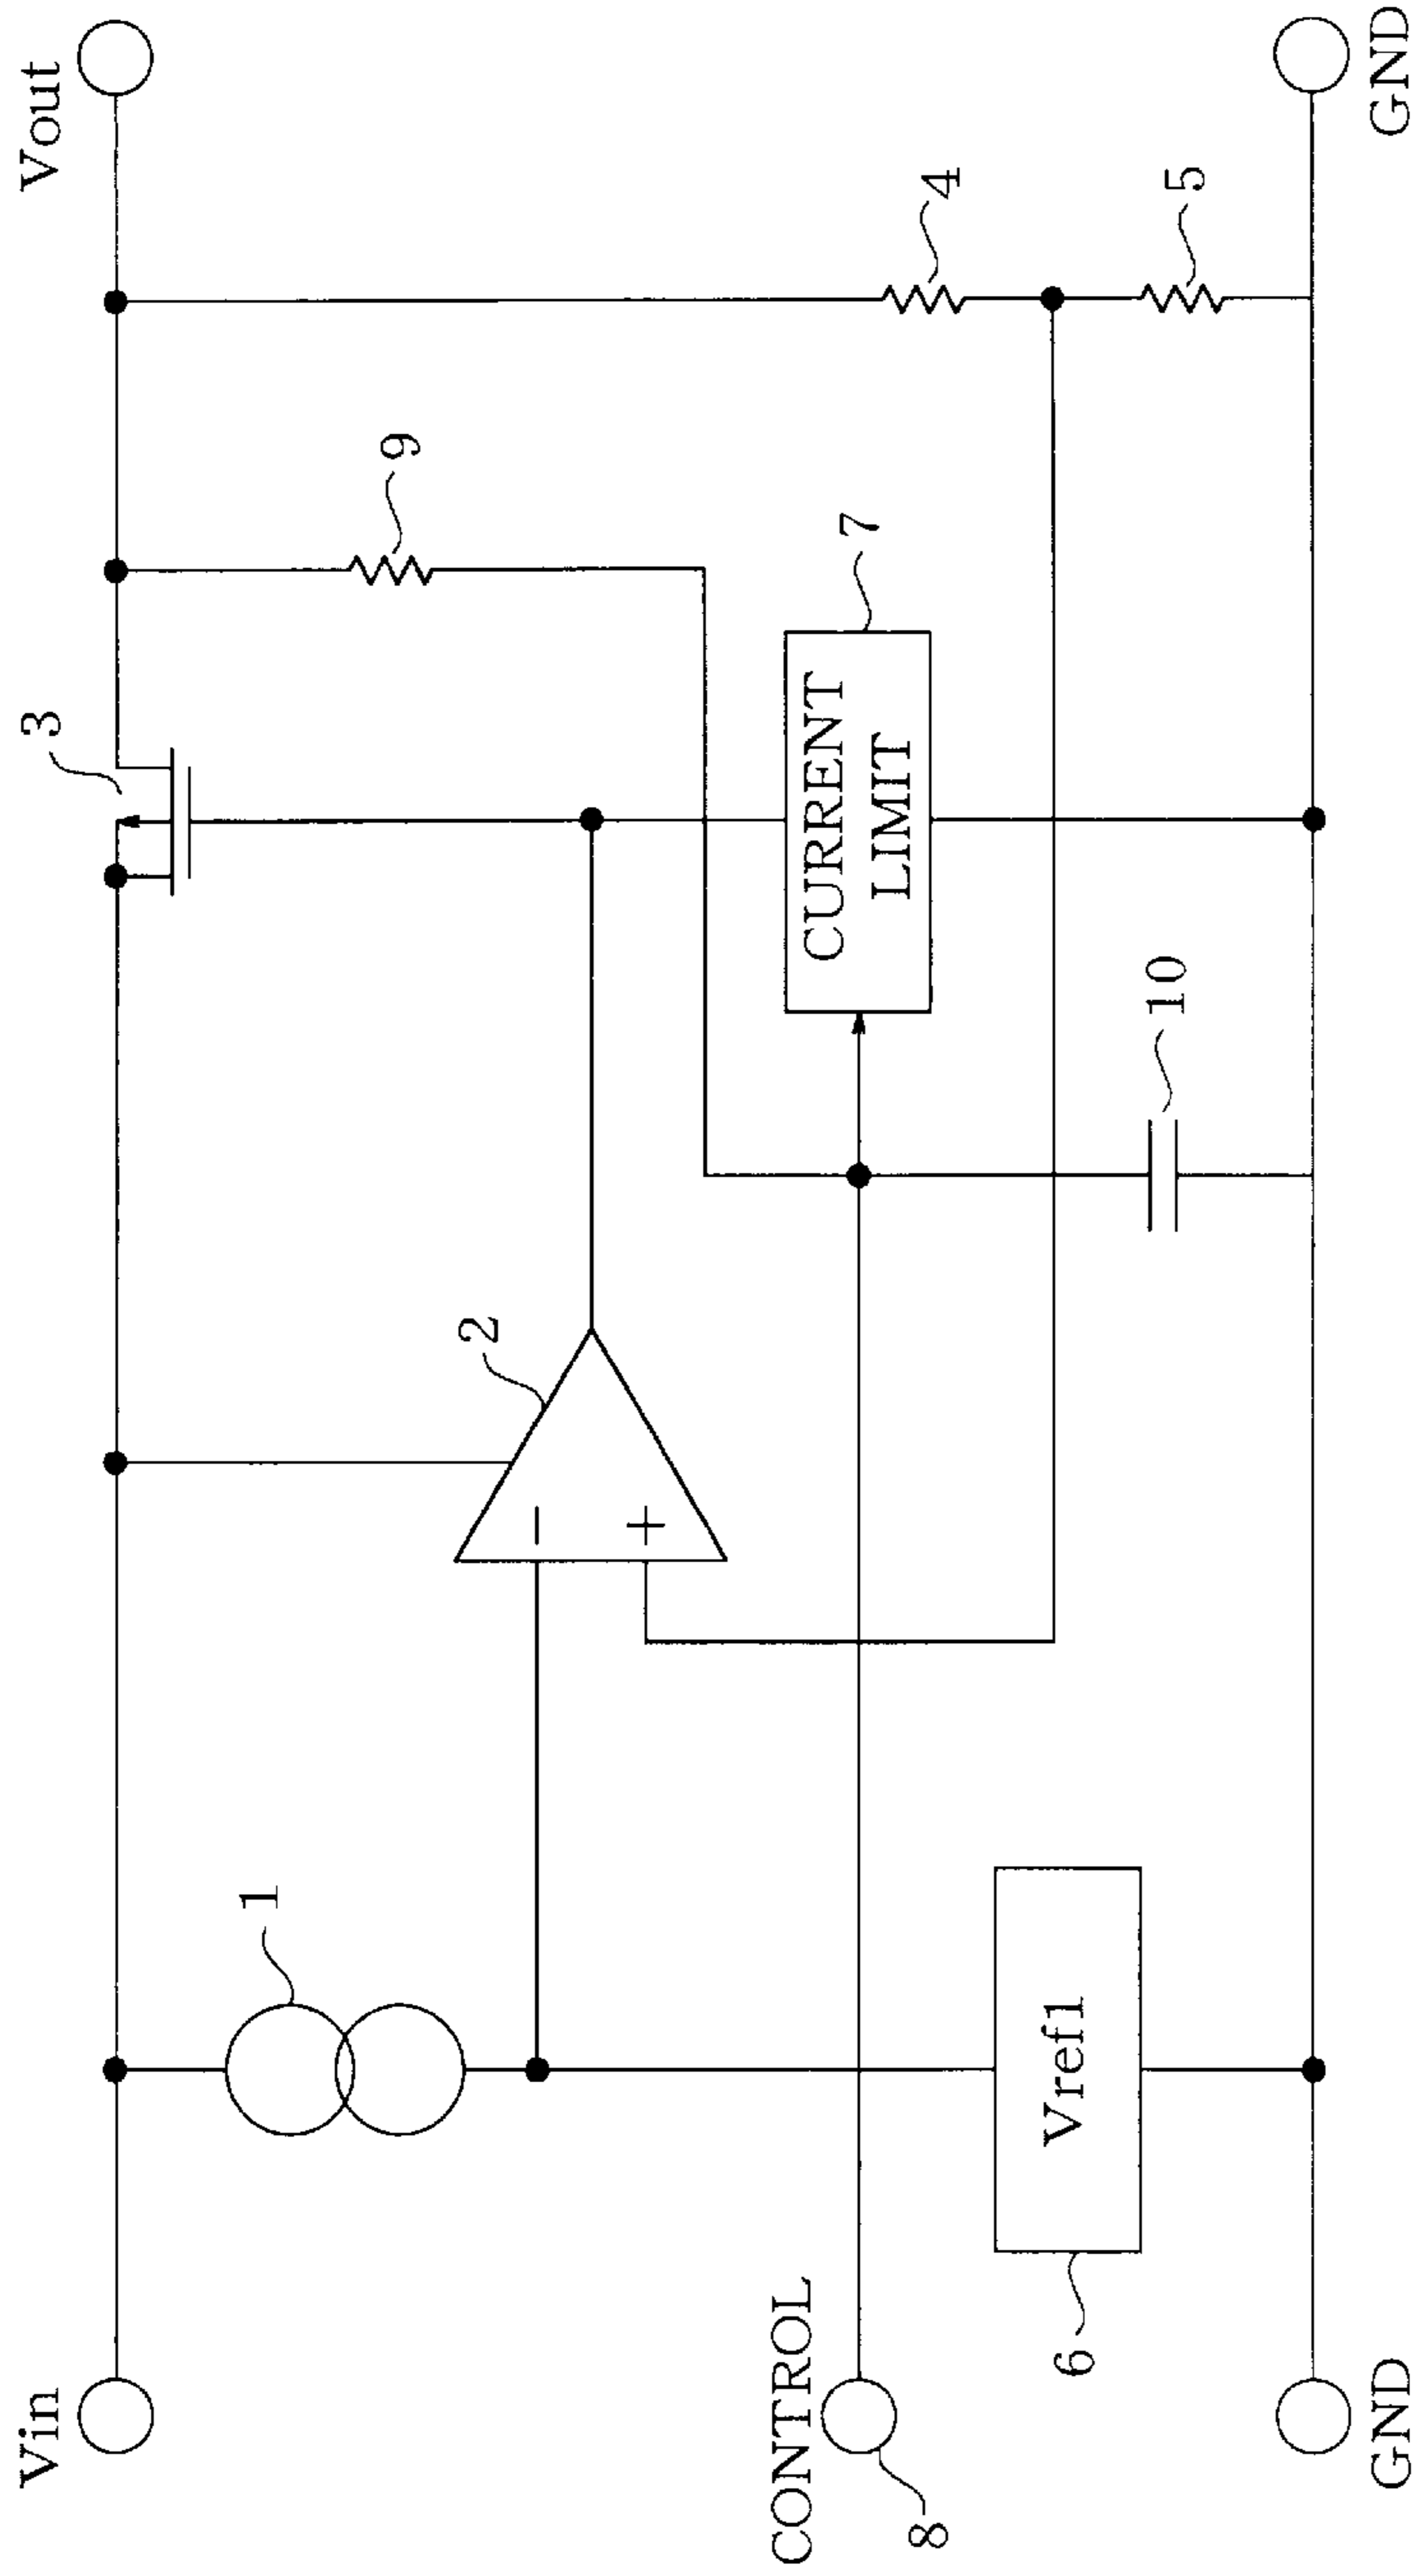 Vin
Vout
3
1
2
9
CONTROL
8
CURRENT
LIMIT
7
4
Vref1
6
10
5
GND
GND